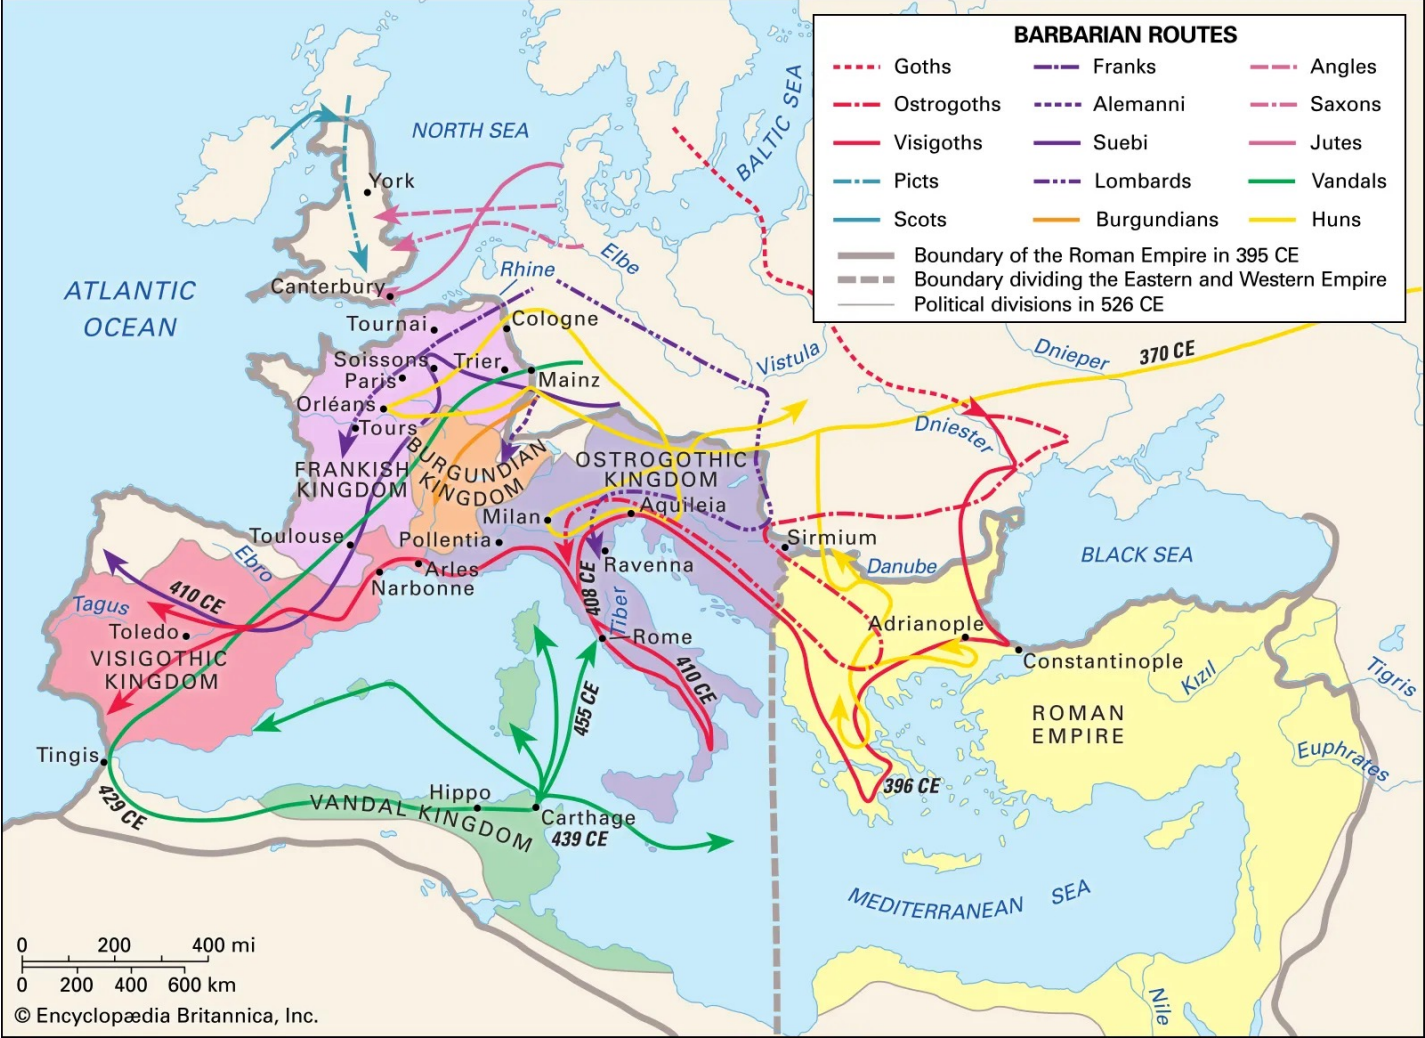 BARBARIAN ROUTES
Goths
Franks
Angles
Ostrogoths
Alemanni
Saxons
Visigoths
Suebi
Jutes
Picts
Lombards
Vandals
Scots
Burgundians
Huns
Boundary of the Roman Empire in 395 CE
Boundary dividing the Eastern and Western Empire
Political divisions in 526 CE
NORTH SEA
BALTIC SEA
York
Elbe
Rhine
Canterbury
ATLANTIC
OCEAN
Tournai
Cologne
Vistula
Dnieper
370 CE
Soissons
Trier
Paris
Mainz
Orléans
Tours
Dniester
BURGUNDIAN
KINGDOM
FRANKISH
KINGDOM
OSTROGOTHIC
KINGDOM
Milan
Aquileia
Toulouse
Pollentia
Sirmium
BLACK SEA
Ebro
Arles
Ravenna
Danube
Narbonne
410 CE
408 CE
Tagus
Tiber
Toledo
Rome
Adrianople
VISIGOTHIC
KINGDOM
410 CE
Constantinople
Kızıl
Tigris
455 CE
ROMAN
EMPIRE
Tingis
Euphrates
429 CE
Hippo
VANDAL KINGDOM
Carthage
439 CE
396 CE
MEDITERRANEAN SEA
Nile
0 200 400 mi
0 200 400 600 km
© Encyclopædia Britannica, Inc.